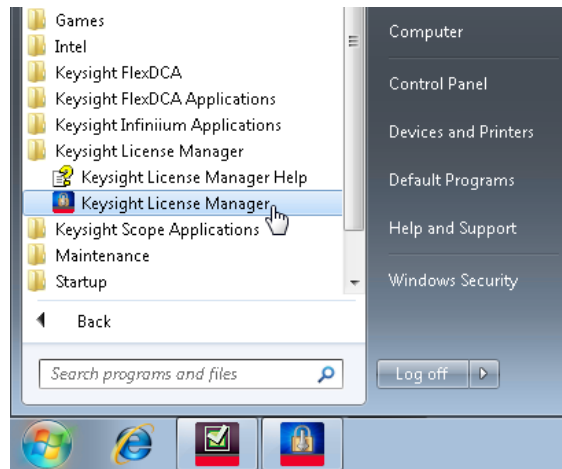 Games
Intel
Keysight FlexDCA
Keysight FlexDCA Applications
Keysight Infiniium Applications
Keysight License Manager
Keysight License Manager Help
Keysight License Manager
Keysight Scope Applications
Maintenance
Startup
Back
Search programs and files
Computer
Control Panel
Devices and Printers
Default Programs
Help and Support
Windows Security
Log off